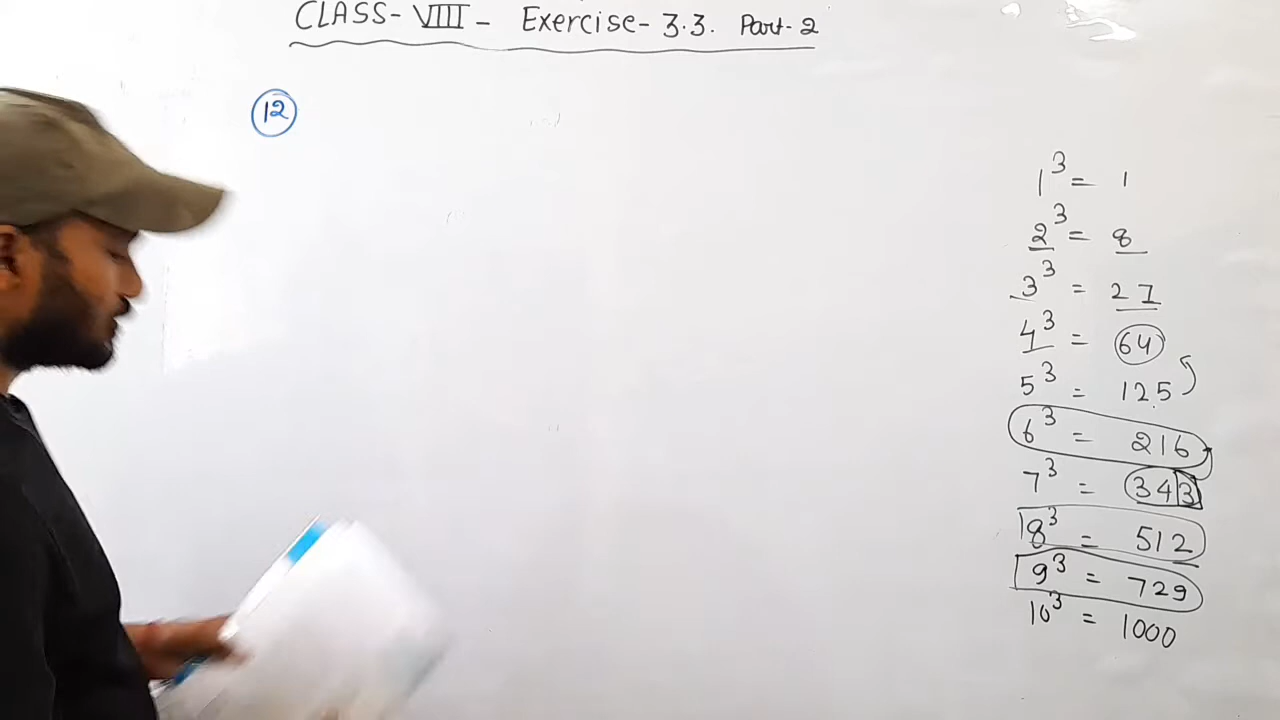 CLASS- VIII - Exercise- 3.3. Part-2
12
1³ = 1
2³ = 8
3³ = 27
4³ = 64
5³ = 125
6³ = 216
7³ = 343
8³ = 512
9³ = 729
10³ = 1000